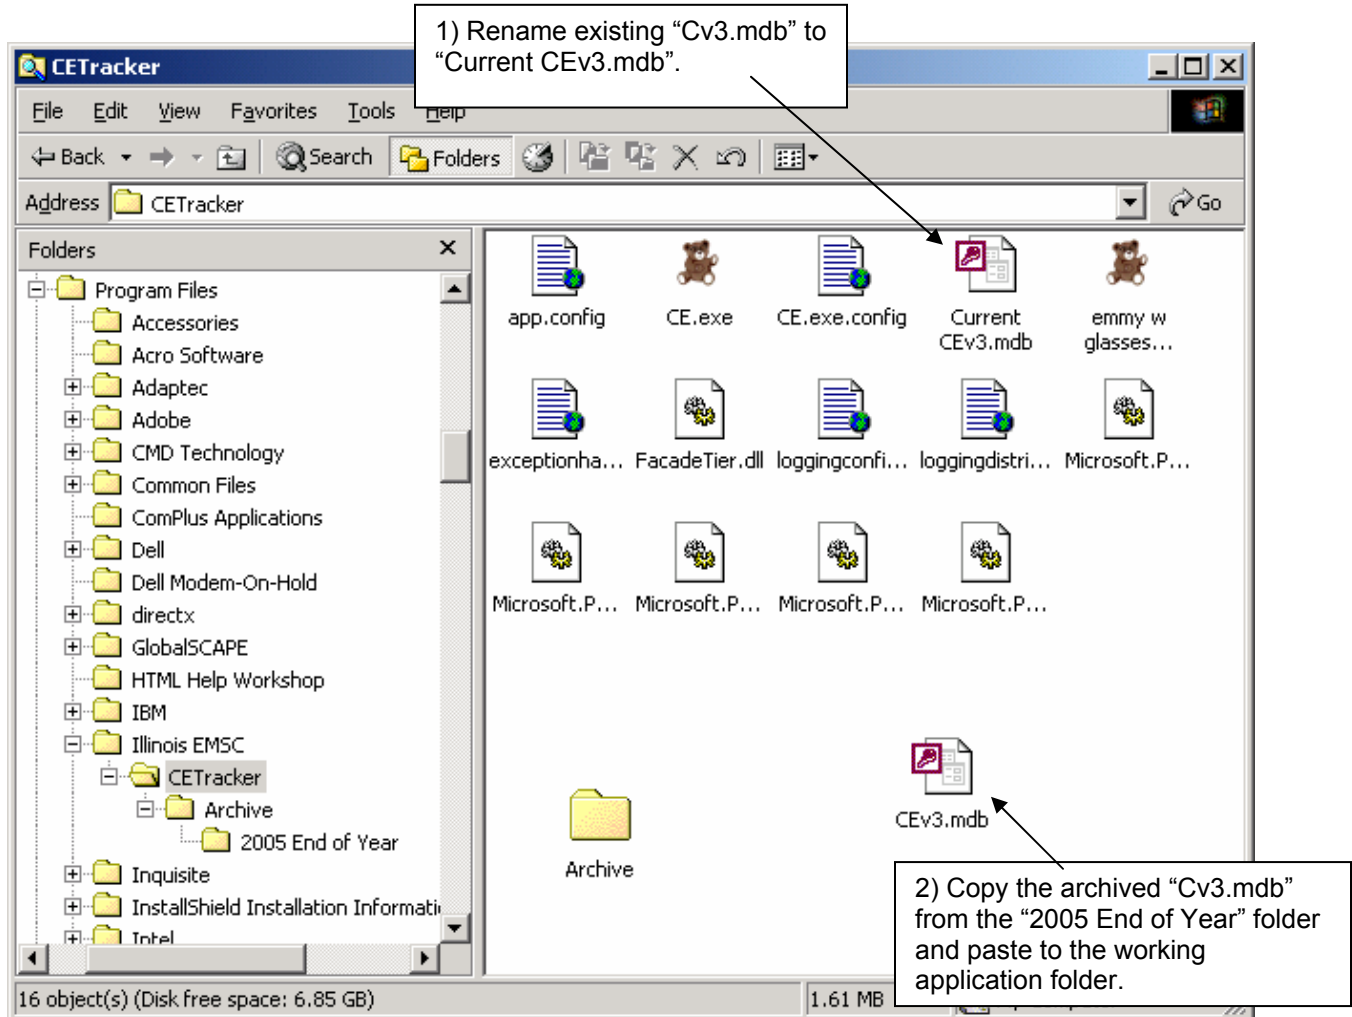 1) Rename existing “Cv3.mdb” to
“Current CEv3.mdb”.
CETracker
File Edit View Favorites Tools Help
Back Search Folders
Address CETracker Go
Folders
Program Files
Accessories
Acro Software
Adaptec
Adobe
CMD Technology
Common Files
ComPlus Applications
Dell
Dell Modem-On-Hold
directx
GlobalSCAPE
HTML Help Workshop
IBM
Illinois EMSC
CETracker
Archive
2005 End of Year
Inquisite
InstallShield Installation Informati
Intel
app.config CE.exe CE.exe.config Current emmy w
CEv3.mdb glasses...
exceptionha... FacadeTier.dll loggingconfi... loggingdistri... Microsoft.P...
Microsoft.P... Microsoft.P... Microsoft.P... Microsoft.P...
CEv3.mdb
Archive
2) Copy the archived “Cv3.mdb”
from the “2005 End of Year” folder
and paste to the working
application folder.
16 object(s) (Disk free space: 6.85 GB) 1.61 MB